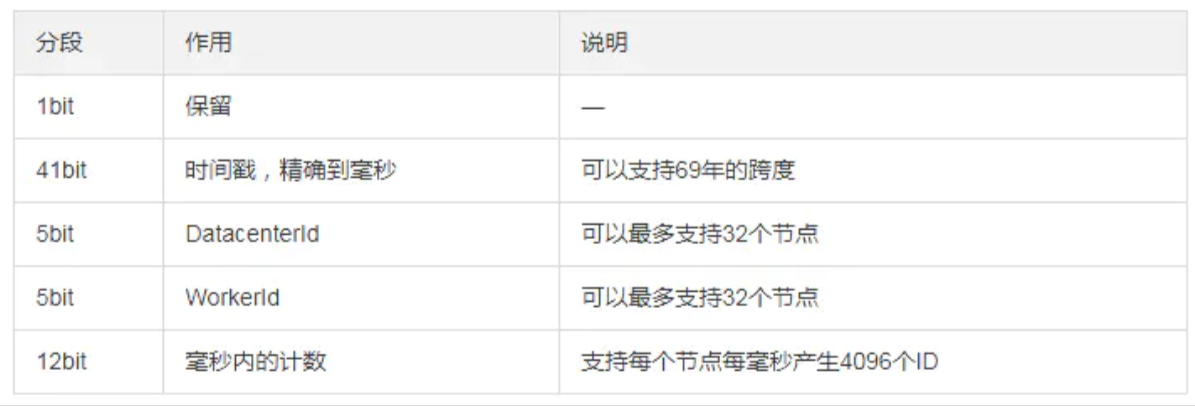 分段 作用 说明
1bit 保留 —
41bit 时间戳，精确到毫秒 可以支持69年的跨度
5bit DatacenterId 可以最多支持32个节点
5bit WorkerId 可以最多支持32个节点
12bit 毫秒内的计数 支持每个节点每毫秒产生4096个ID